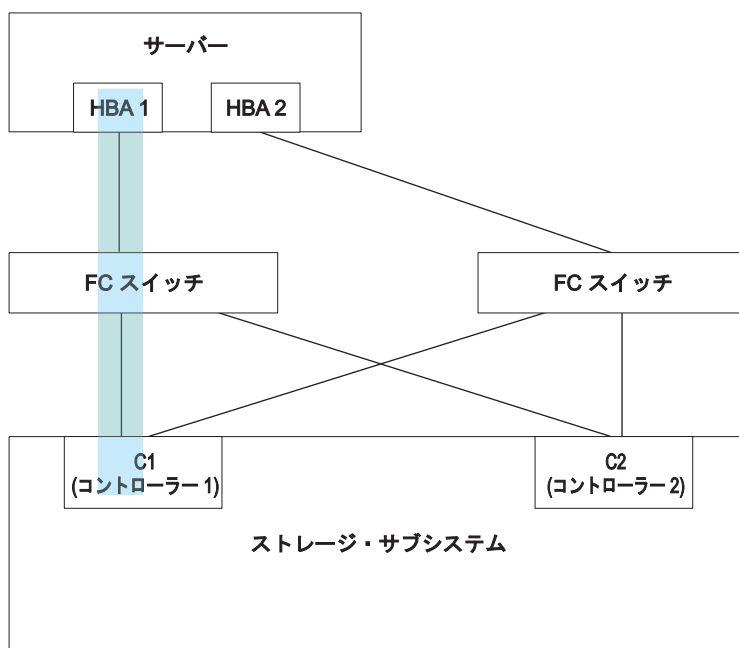 サーバー
HBA 1
HBA 2
FC スイッチ
FC スイッチ
C1
(コントローラー 1)
C2
(コントローラー 2)
ストレージ・サブシステム